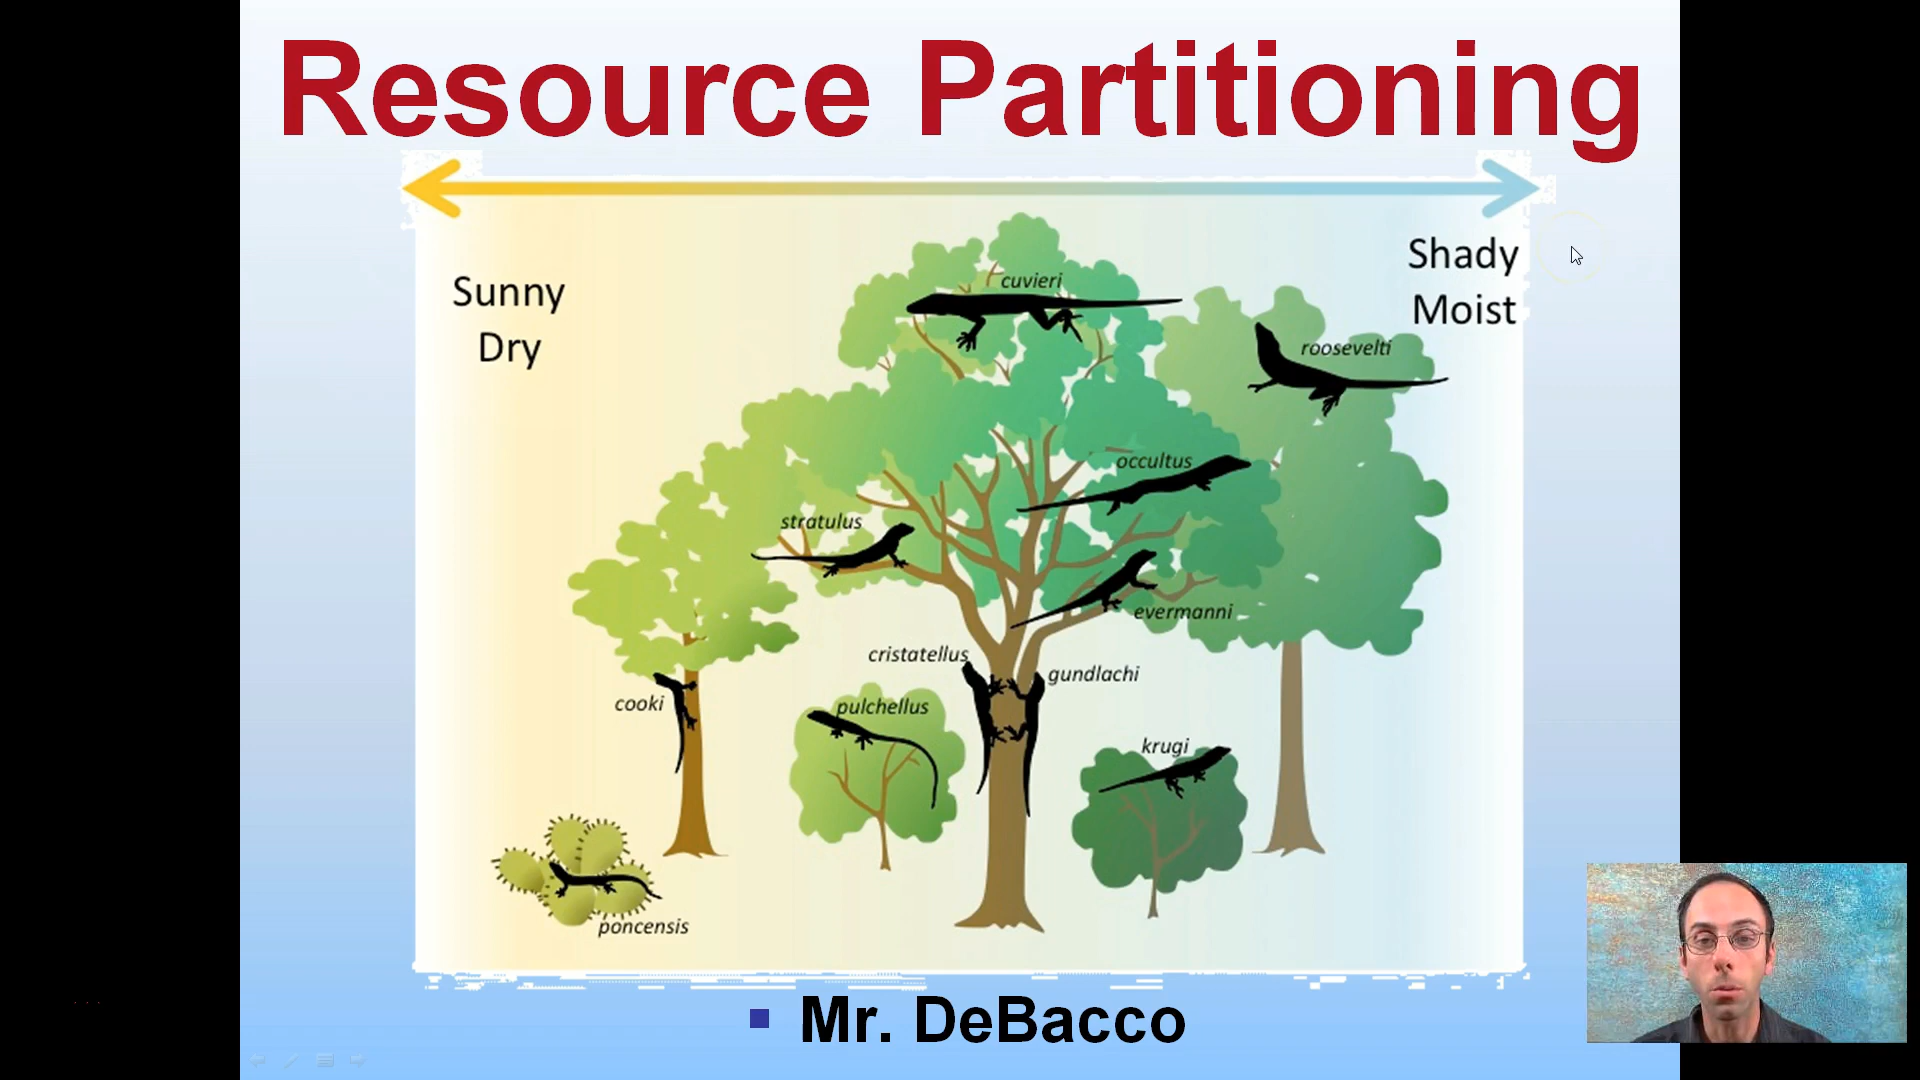 Resource Partitioning
Sunny
Dry
Shady
Moist
cuvieri
roosevelti
occultus
stratulus
evermanni
cristatellus
gundlachi
cooki
pulchellus
krugi
poncensis
Mr. DeBacco